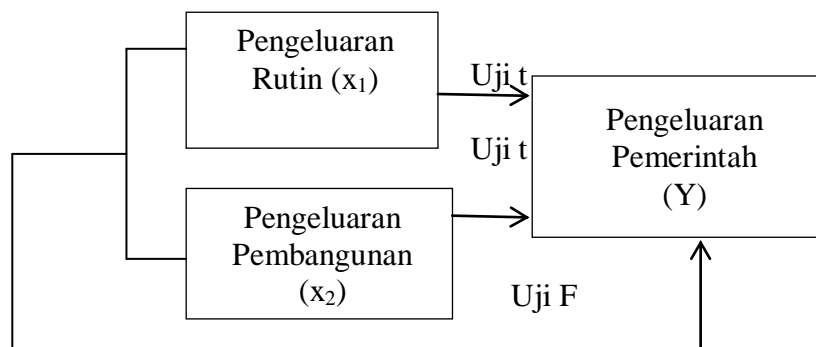 Pengeluaran
Rutin (x₁)
Uji t
Pengeluaran
Pemerintah
(Y)
Uji t
Pengeluaran
Pembangunan
(x₂)
Uji F